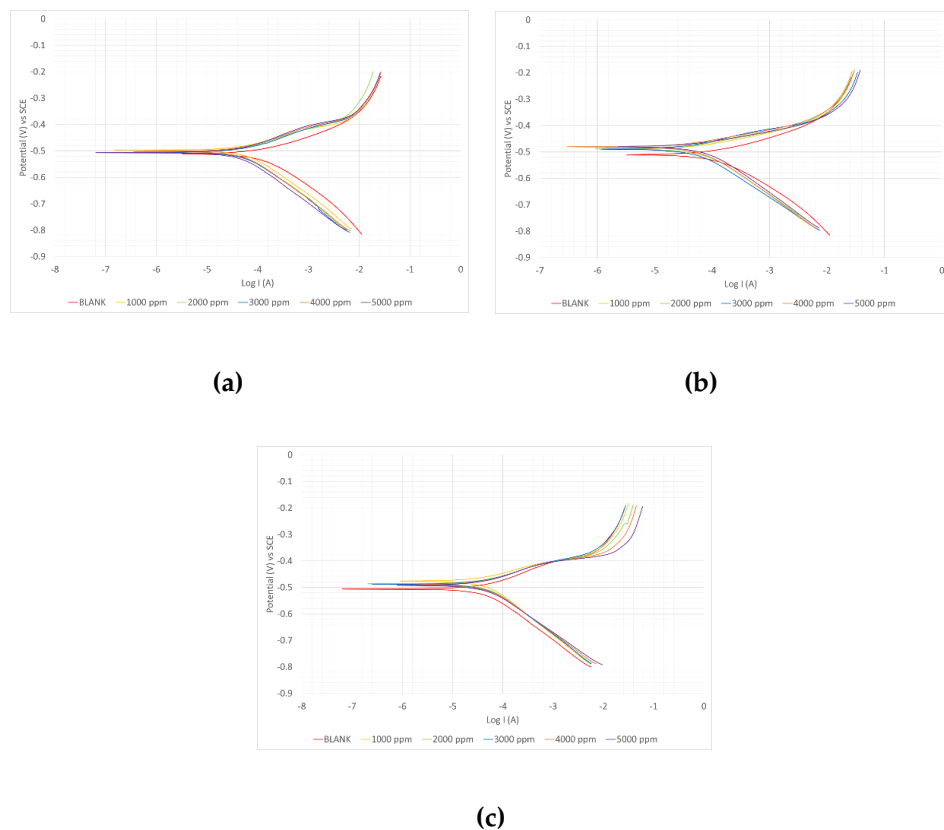 0
-0.1
-0.2
-0.3
-0.4
-0.5
-0.6
-0.7
-0.8
-0.9
Potential (V) vs SCE
-8 -7 -6 -5 -4 -3 -2 -1 0
Log I (A)
BLANK 1000 ppm 2000 ppm 3000 ppm 4000 ppm 5000 ppm
(a)
0
-0.1
-0.2
-0.3
-0.4
-0.5
-0.6
-0.7
-0.8
-0.9
Potential (V) vs SCE
-7 -6 -5 -4 -3 -2 -1 0
Log I (A)
BLANK 1000 ppm 2000 ppm 3000 ppm 4000 ppm 5000 ppm
(b)
0
-0.1
-0.2
-0.3
-0.4
-0.5
-0.6
-0.7
-0.8
-0.9
Potential (V) vs SCE
-8 -7 -6 -5 -4 -3 -2 -1 0
Log I (A)
BLANK 1000 ppm 2000 ppm 3000 ppm 4000 ppm 5000 ppm
(c)